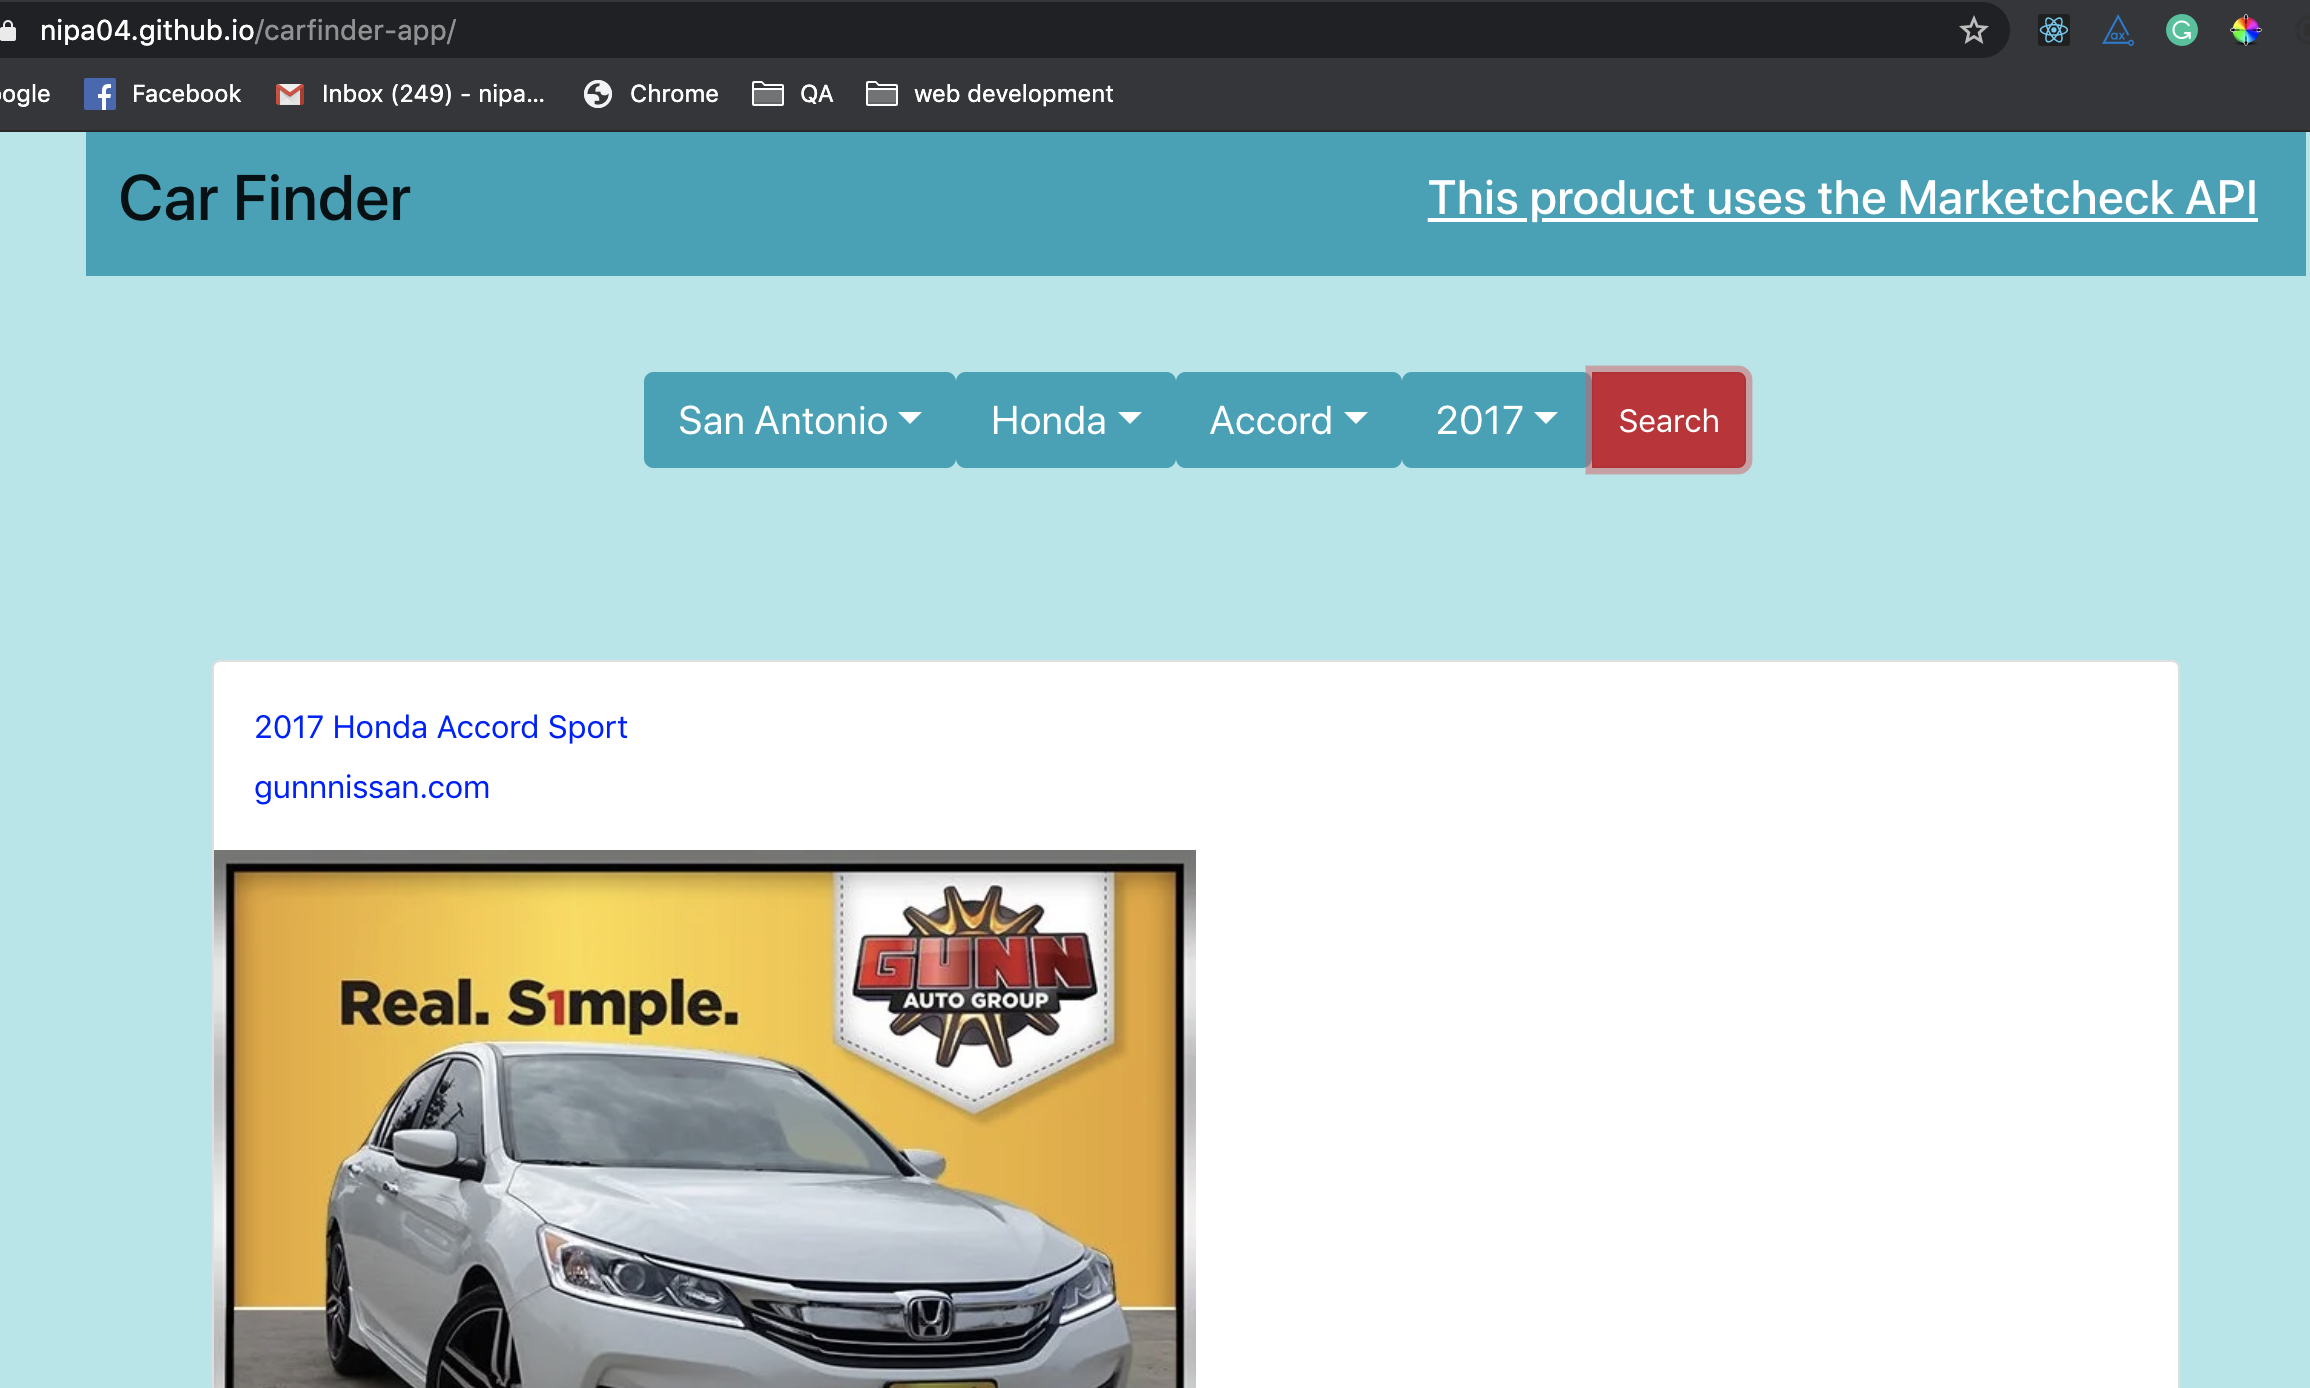 nipa04.github.io/carfinder-app/
ogle Facebook Inbox (249) - nipa... Chrome QA web development
Car Finder This product uses the Marketcheck API
San Antonio Honda Accord 2017 Search
2017 Honda Accord Sport
gunnnissan.com
GUNN
AUTO GROUP
Real. S1mple.